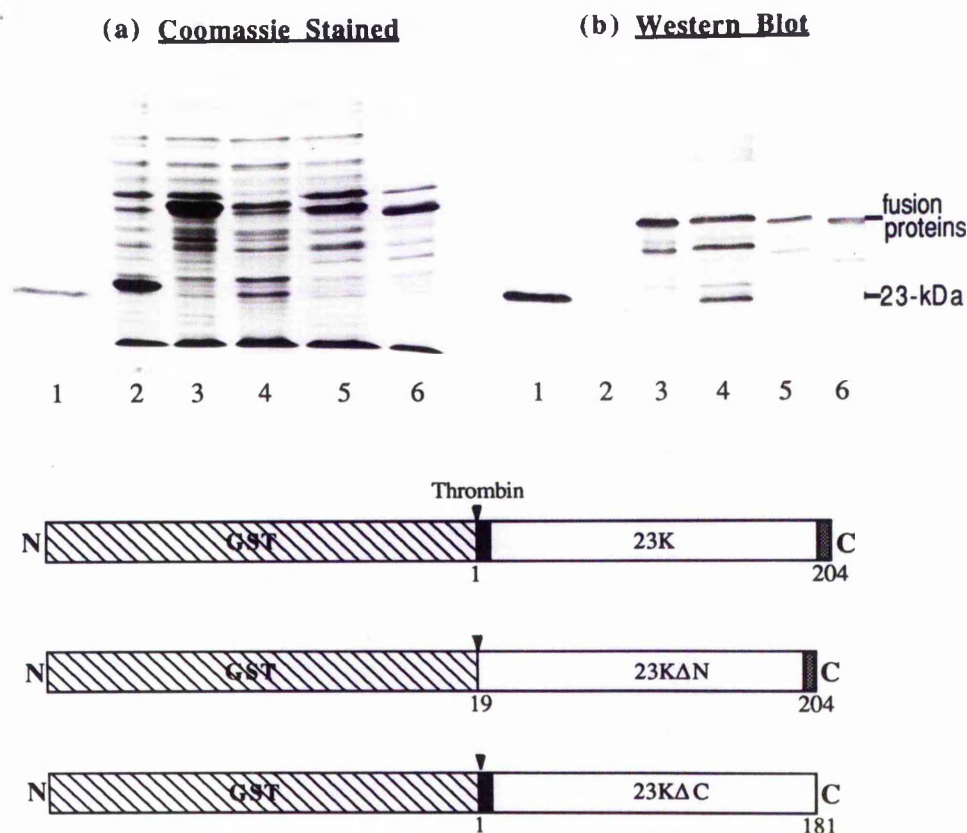 (a) Coomassie Stained
(b) Western Blot
fusion
proteins
23-kDa
1 2 3 4 5 6
1 2 3 4 5 6
Thrombin
N GST 23K C
1 204
N GST 23KΔN C
19 204
N GST 23KΔC C
1 181